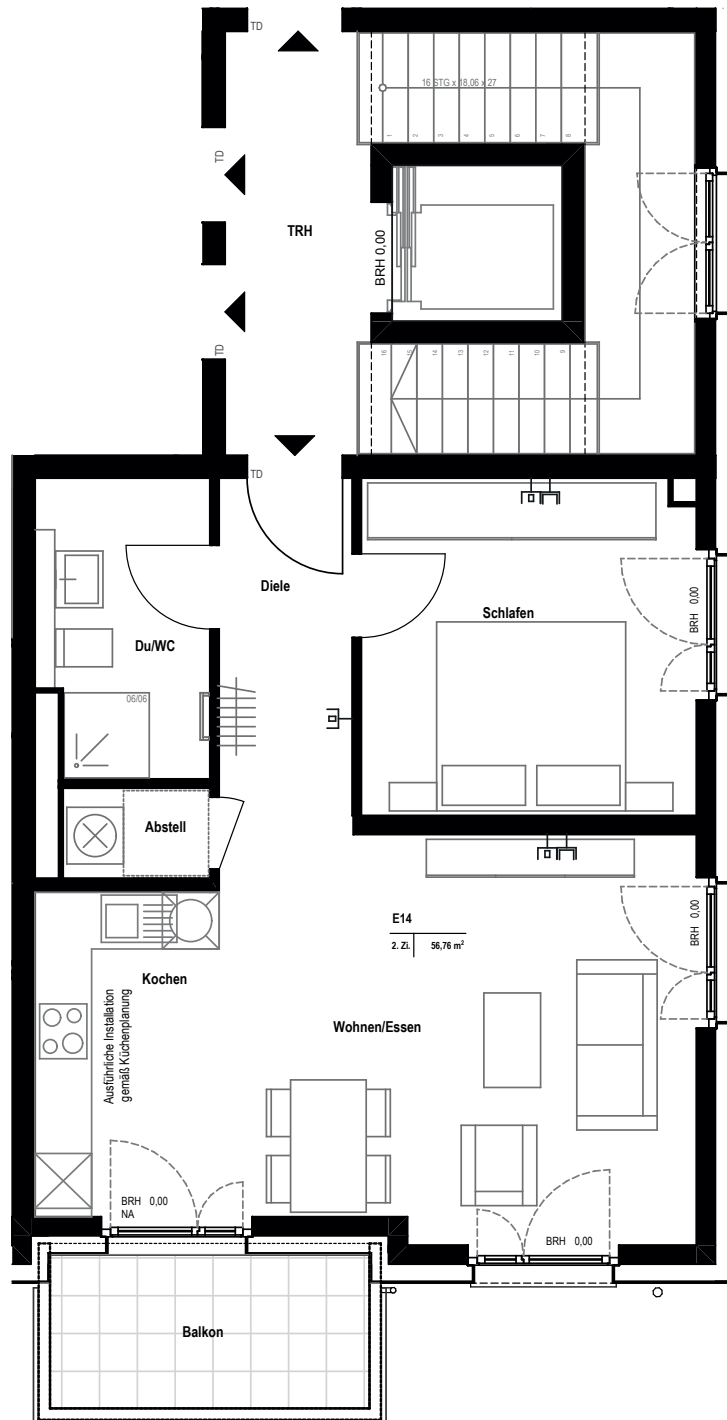 TD
16 STG x 18,06 x 27
1 2 3 4 5 6 7 8
TD
TRH
BRH 0,00
TD
16 15 14 13 12 11 10 9
TD
Diele
Schlafen
BRH 0,00
Du/WC
06/06
Abstell
E14
2. Zi. 56,76 m²
BRH 0,00
Kochen
Ausführliche Installation
gemäß Küchenplanung
Wohnen/Essen
BRH 0,00
NA
BRH 0,00
Balkon